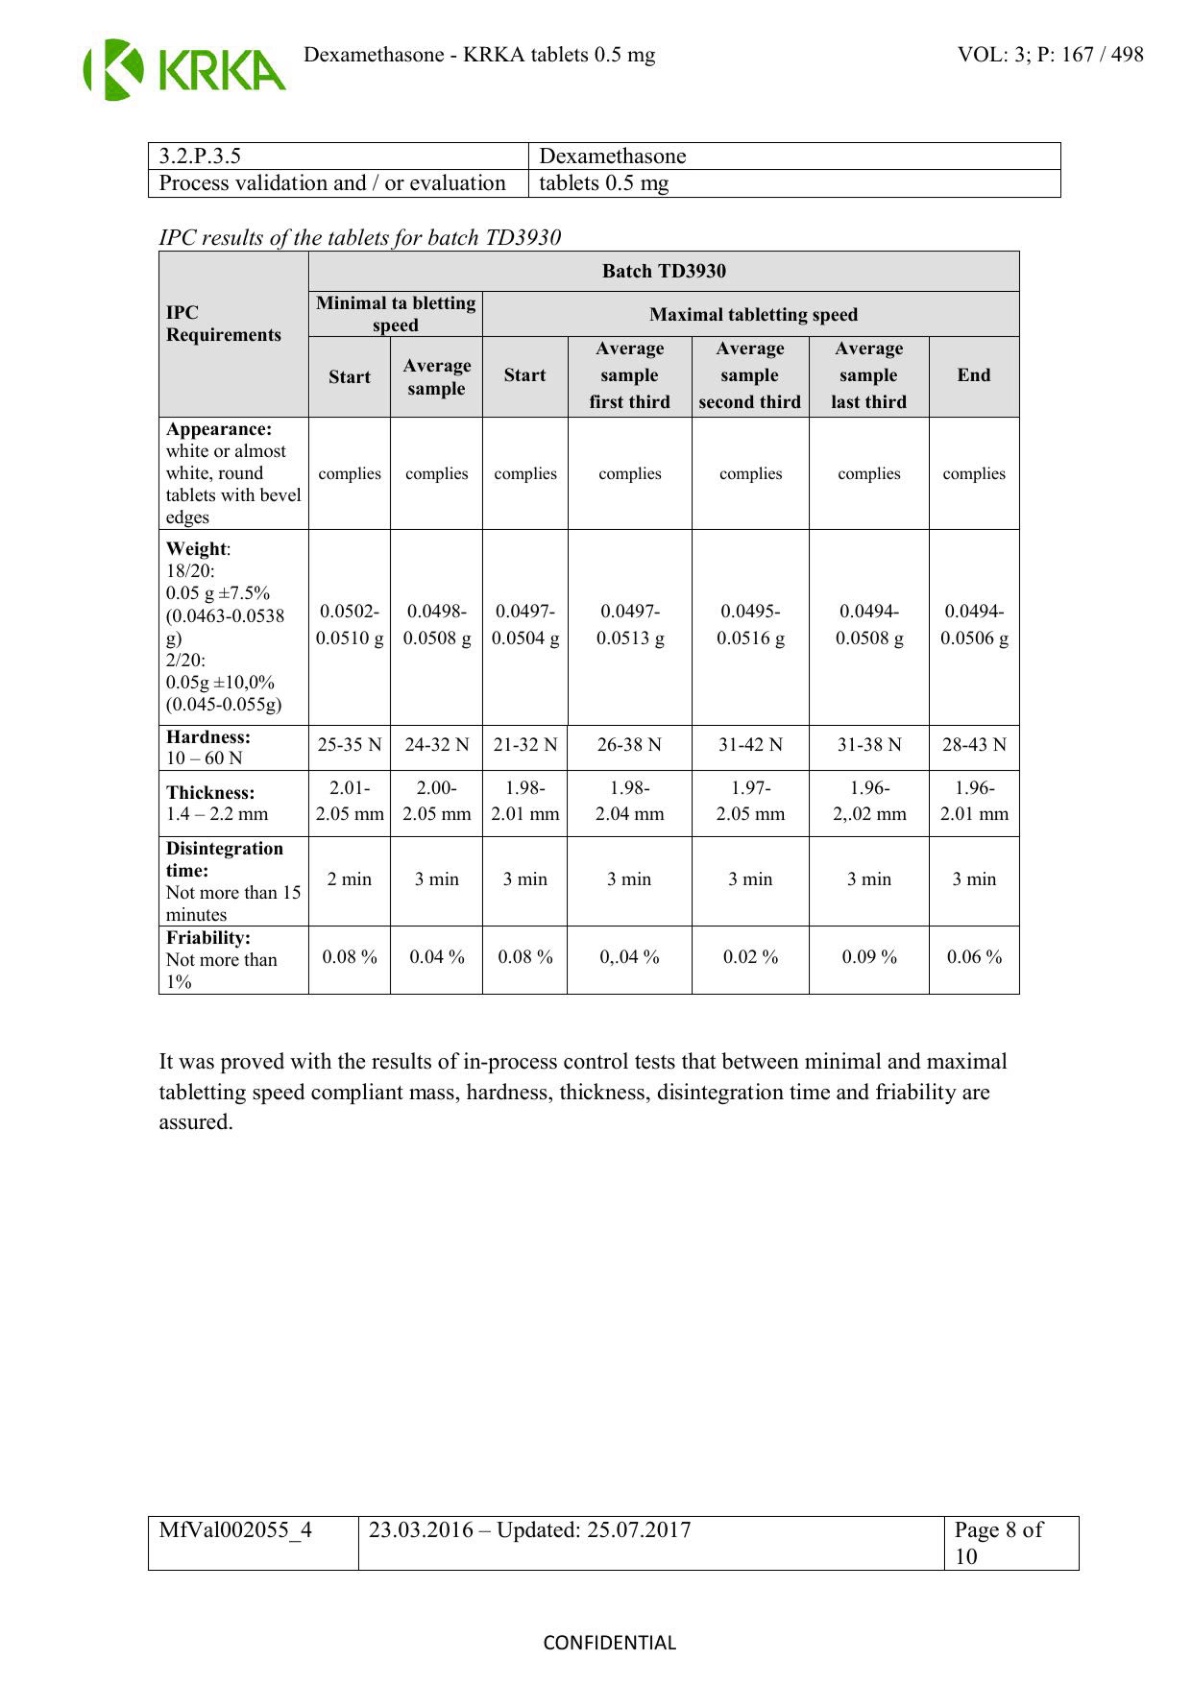 KRKA
Dexamethasone - KRKA tablets 0.5 mg
VOL: 3; P: 167 / 498
3.2.P.3.5
Dexamethasone
Process validation and / or evaluation
tablets 0.5 mg
IPC results of the tablets for batch TD3930
IPC
Requirements
Batch TD3930
Minimal ta bletting
speed
Maximal tabletting speed
Start
Average
sample
Start
Average
sample
first third
Average
sample
second third
Average
sample
last third
End
Appearance:
white or almost
white, round
tablets with bevel
edges
complies
complies
complies
complies
complies
complies
complies
Weight:
18/20:
0.05 g ±7.5%
(0.0463-0.0538
g)
2/20:
0.05g ±10,0%
(0.045-0.055g)
0.0502-
0.0510 g
0.0498-
0.0508 g
0.0497-
0.0504 g
0.0497-
0.0513 g
0.0495-
0.0516 g
0.0494-
0.0508 g
0.0494-
0.0506 g
Hardness:
10 – 60 N
25-35 N
24-32 N
21-32 N
26-38 N
31-42 N
31-38 N
28-43 N
Thickness:
1.4 – 2.2 mm
2.01-
2.05 mm
2.00-
2.05 mm
1.98-
2.01 mm
1.98-
2.04 mm
1.97-
2.05 mm
1.96-
2,.02 mm
1.96-
2.01 mm
Disintegration
time:
Not more than 15
minutes
2 min
3 min
3 min
3 min
3 min
3 min
3 min
Friability:
Not more than
1%
0.08 %
0.04 %
0.08 %
0,.04 %
0.02 %
0.09 %
0.06 %
It was proved with the results of in-process control tests that between minimal and maximal
tabletting speed compliant mass, hardness, thickness, disintegration time and friability are
assured.
MfVal002055_4
23.03.2016 – Updated: 25.07.2017
Page 8 of
10
CONFIDENTIAL